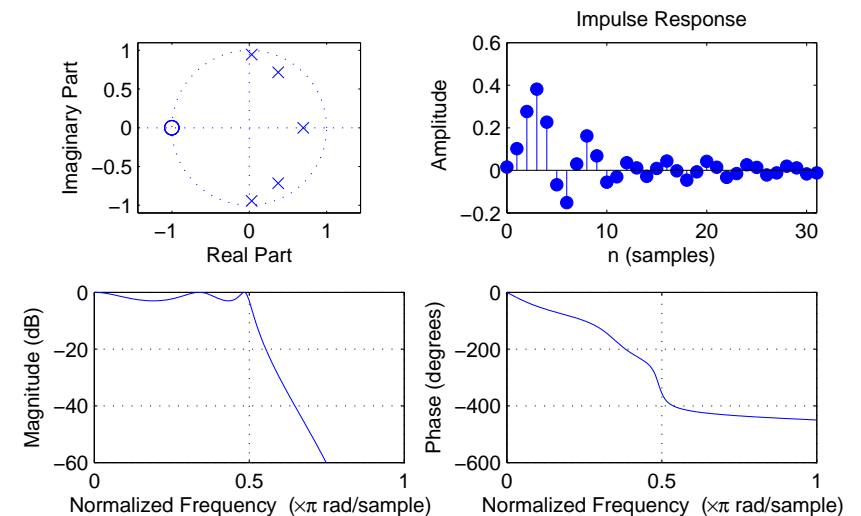 1
0.5
0
−0.5
−1
Imaginary Part
−1 0 1
Real Part
Impulse Response
0.6
0.4
0.2
0
−0.2
Amplitude
0 10 20 30
n (samples)
0
−20
−40
−60
Magnitude (dB)
0 0.5 1
Normalized Frequency (×π rad/sample)
0
−200
−400
−600
Phase (degrees)
0 0.5 1
Normalized Frequency (×π rad/sample)